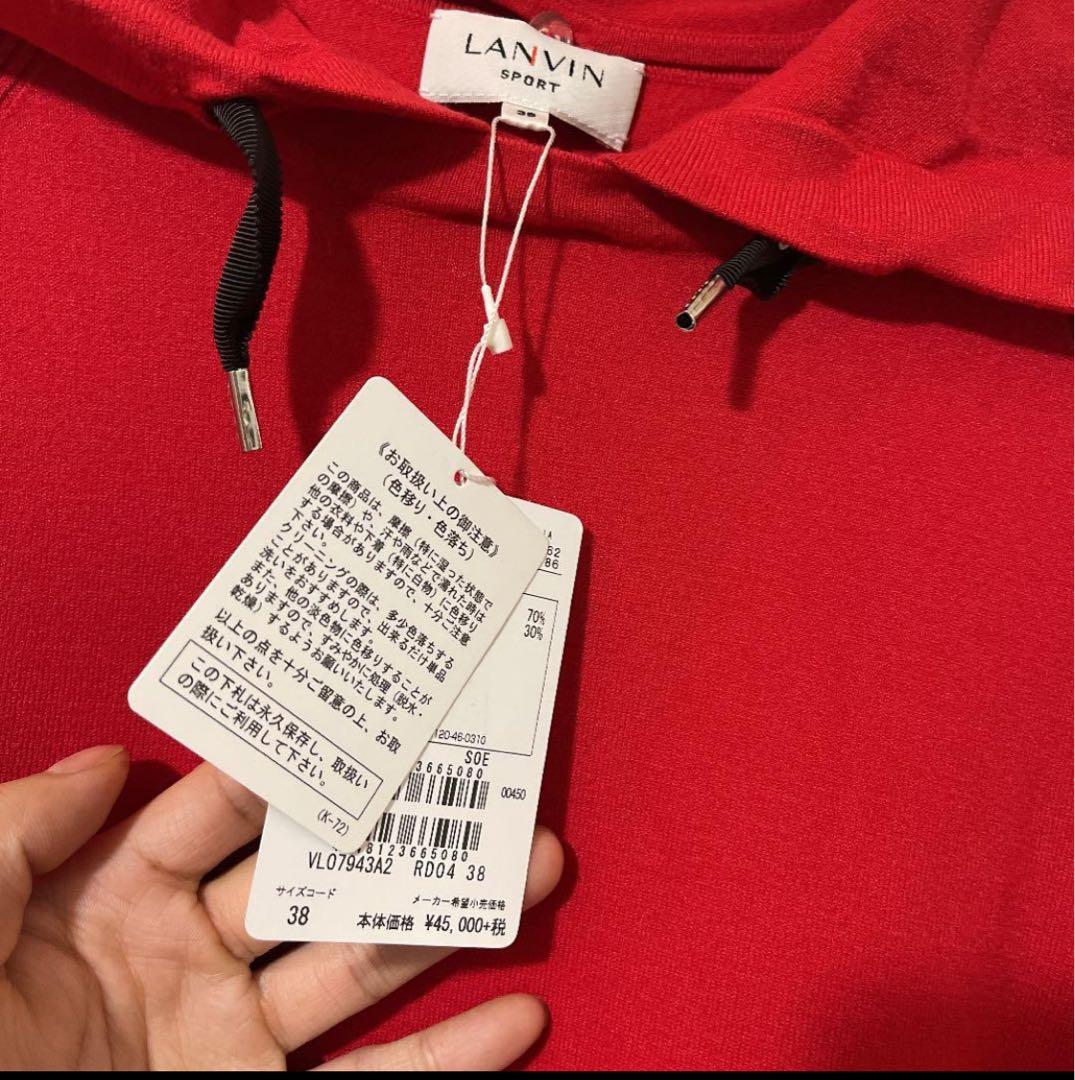 LANVIN
SPORT
38
《お取扱い上の御注意》
(色移り・色落ち)
この商品は、摩擦(特に湿った状態で
の摩擦)や、汗や雨などで濡れた時は
他の衣料や下着(特に白物)に色移り
する場合がありますので、十分ご注意
下さい。
クリーニングの際は、多少色落ちする
ことがありますので、出来るだけ単品
洗いをおすすめします。
また、他の淡色物に色移りすることが
ありますので、すみやかに処理(脱水・
乾燥)するようお願いいたします。
以上の点を十分ご留意の上、お取
扱い下さい。
この下札は永久保存し、取扱い
の際にご利用して下さい。
(K-72)
62
86
70%
30%
120-46-0310
SOE
3665080
00450
8123665080
VL07943A2 RD04 38
サイズコード
38
メーカー希望小売価格
本体価格 ¥45,000+税